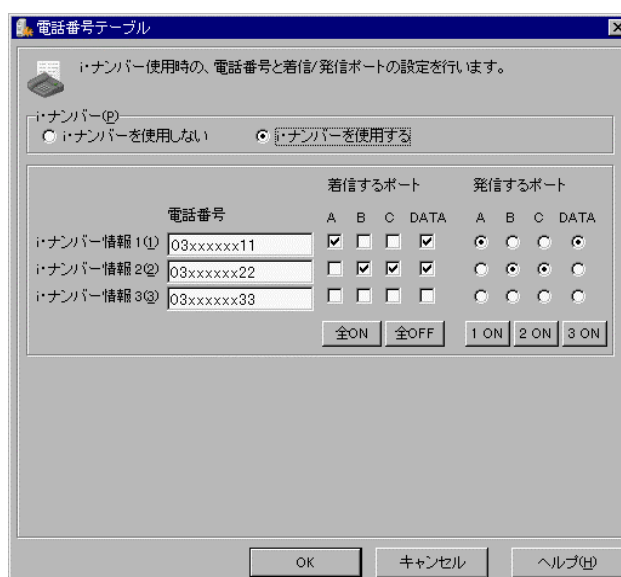 電話番号テーブル
i・ナンバー使用時の、電話番号と着信/発信ポートの設定を行います。
i・ナンバー(P)
i・ナンバーを使用しない i・ナンバーを使用する
着信するポート 発信するポート
電話番号 A B C DATA A B C DATA
i・ナンバー情報1(1) 03xxxxxx11
i・ナンバー情報2(2) 03xxxxxx22
i・ナンバー情報3(3) 03xxxxxx33
全ON 全OFF 1 ON 2 ON 3 ON
OK キャンセル ヘルプ(H)